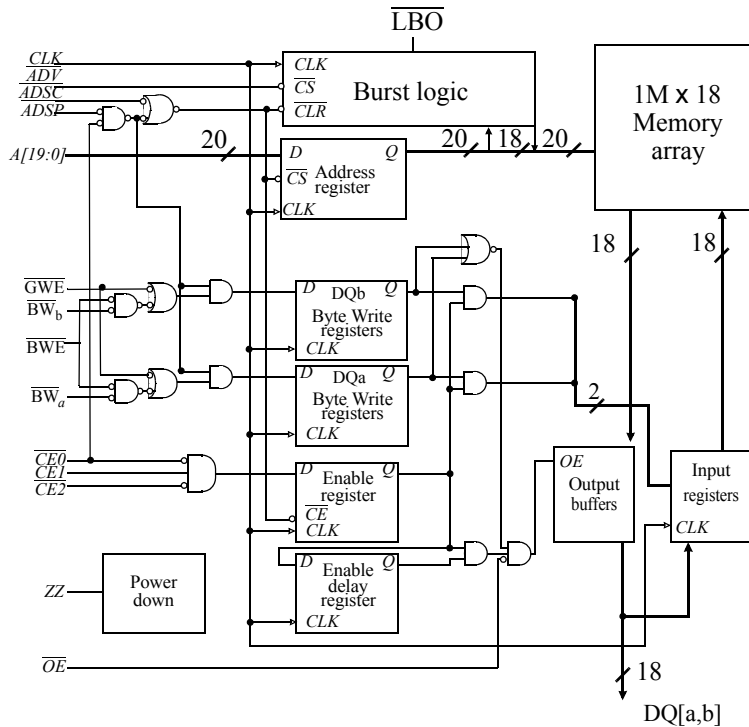 LBO
CLK
ADV
ADSC
ADSP
CLK
CS
CLR
Burst logic
1M x 18
Memory
array
A[19:0]
20
D
Q
CS
Address
register
CLK
20
18
20
18
18
GWE
BWb
BWE
BWa
D
DQb
Q
Byte Write
registers
CLK
D
DQa
Q
Byte Write
registers
CLK
2
CE0
CE1
CE2
D
Enable
Q
register
CE
CLK
OE
Output
buffers
Input
registers
CLK
D
Enable
Q
delay
register
CLK
ZZ
Power
down
OE
18
DQ[a,b]